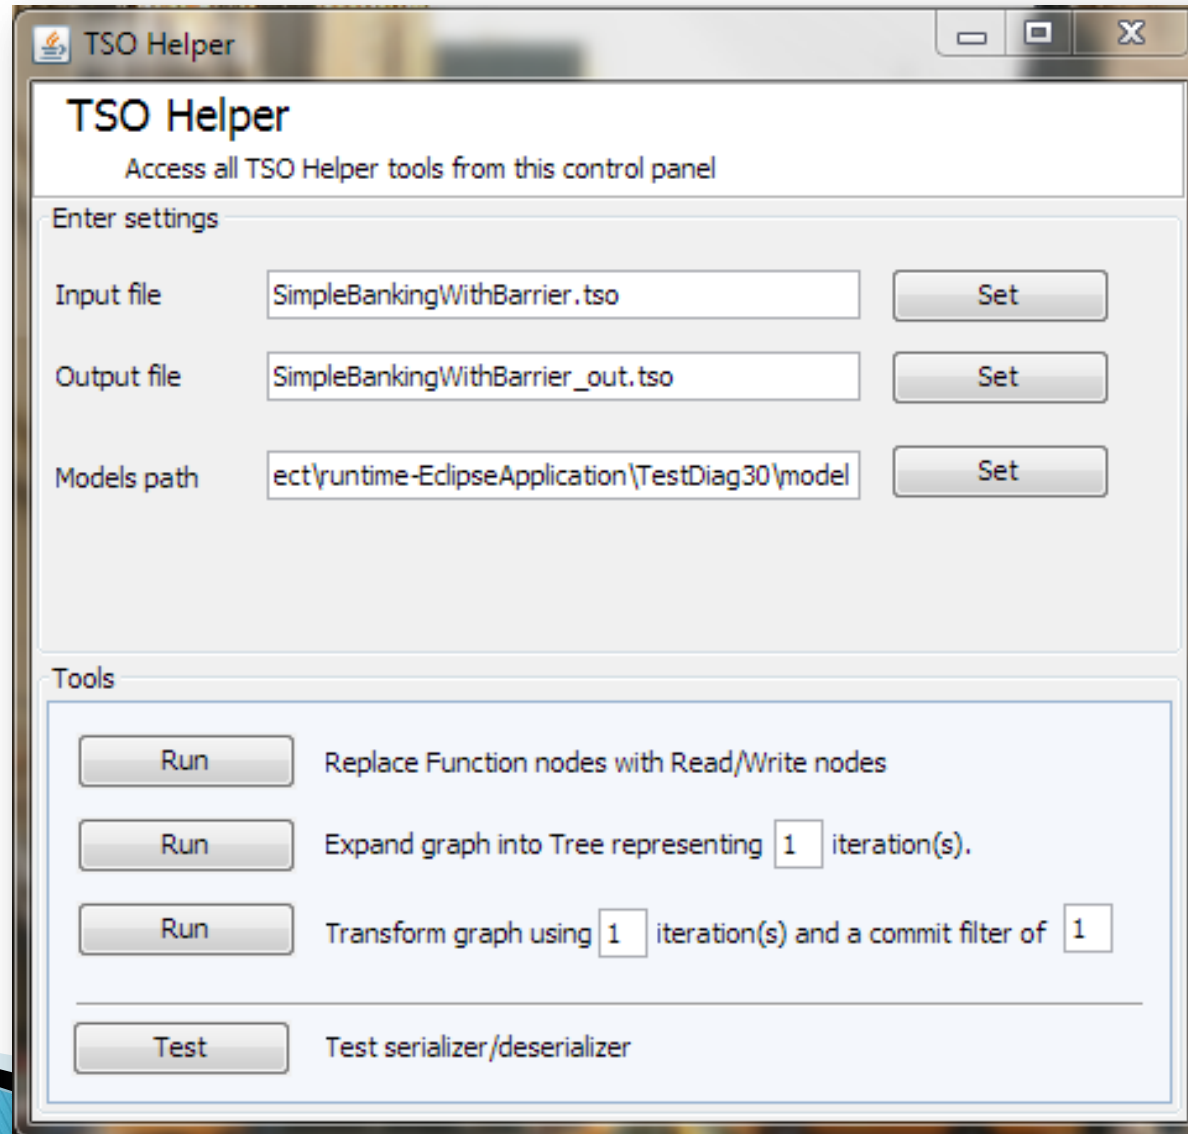 TSO Helper
TSO Helper
Access all TSO Helper tools from this control panel
Enter settings
Input file SimpleBankingWithBarrier.tso Set
Output file SimpleBankingWithBarrier_out.tso Set
Models path ect\runtime-EclipseApplication\TestDiag30\model Set
Tools
Run Replace Function nodes with Read/Write nodes
Run Expand graph into Tree representing 1 iteration(s).
Run Transform graph using 1 iteration(s) and a commit filter of 1
Test Test serializer/deserializer